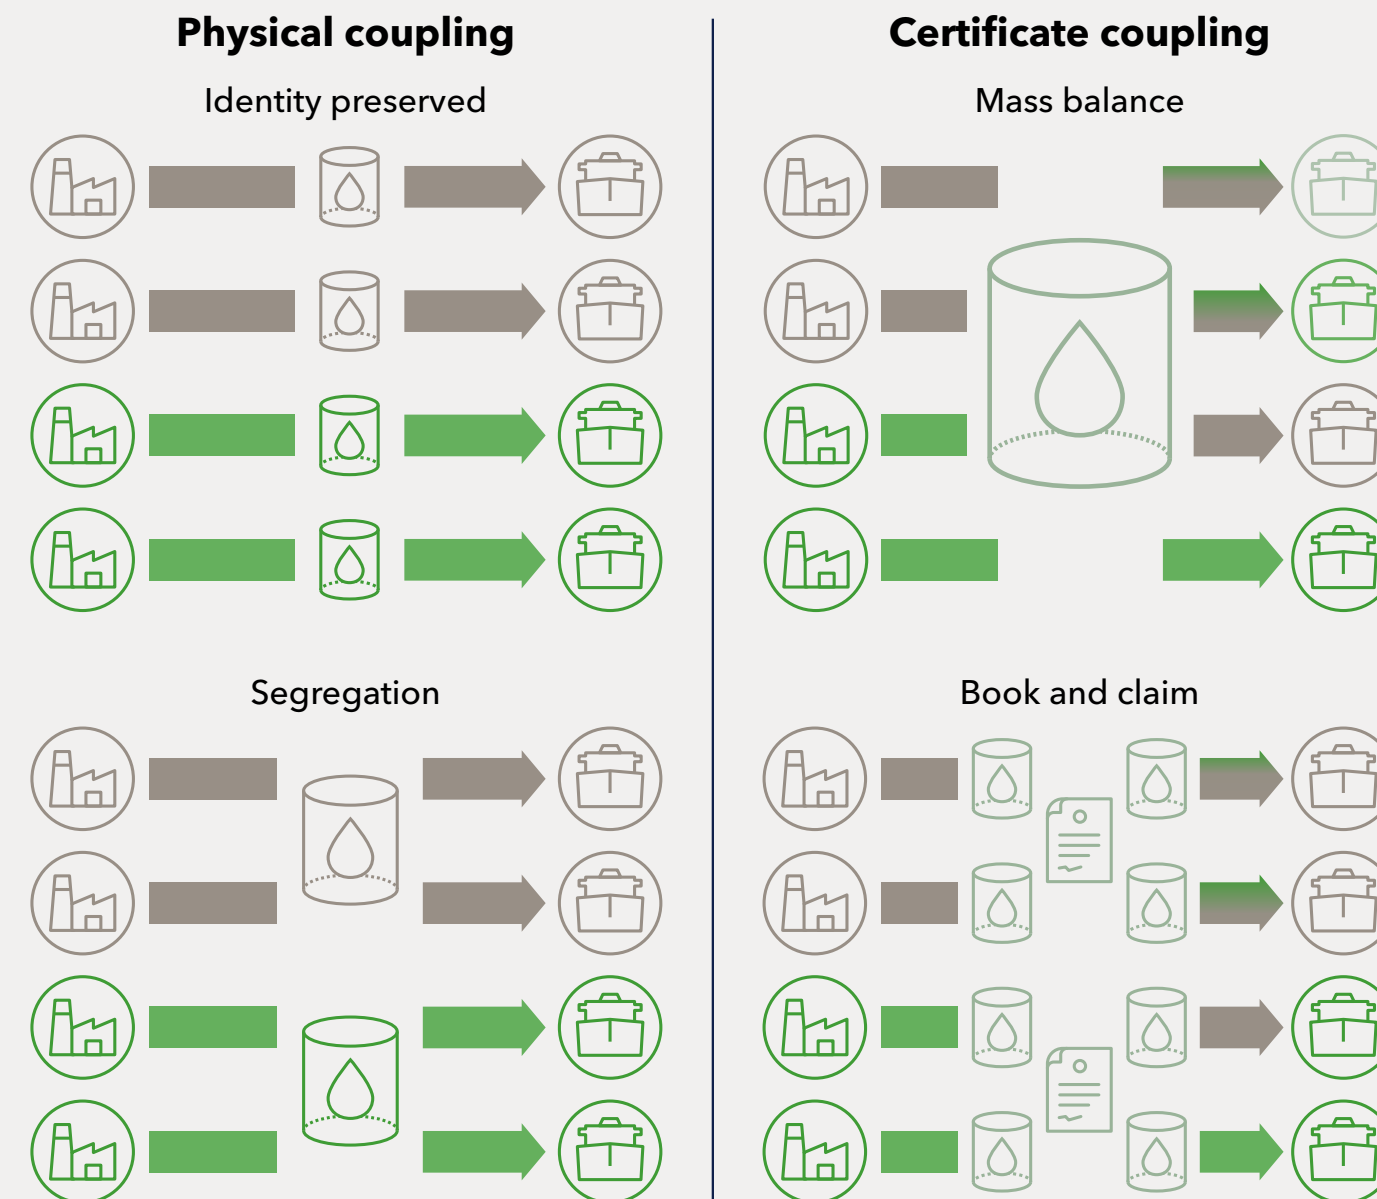 Physical coupling
Identity preserved
Segregation
Certificate coupling
Mass balance
Book and claim